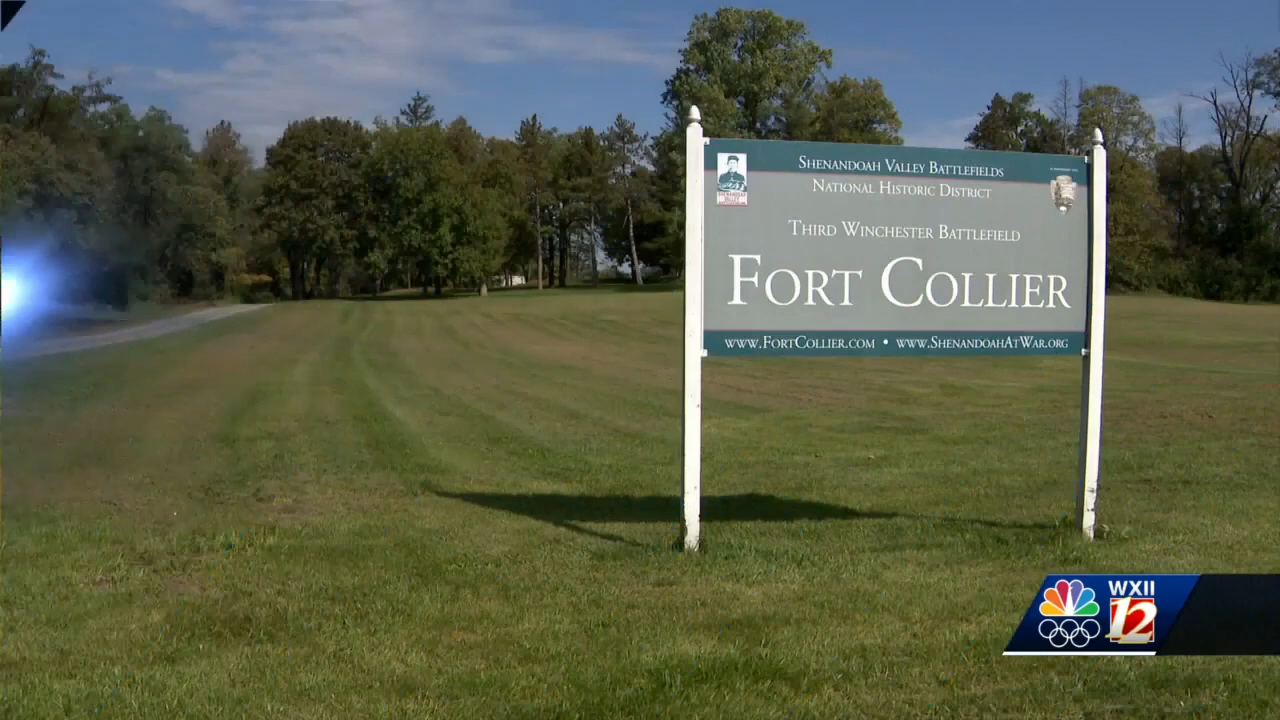 SHENANDOAH VALLEY BATTLEFIELDS
NATIONAL HISTORIC DISTRICT
THIRD WINCHESTER BATTLEFIELD
FORT COLLIER
WWW.FORTCOLLIER.COM • WWW.SHENANDOAHATWAR.ORG
WXII
12